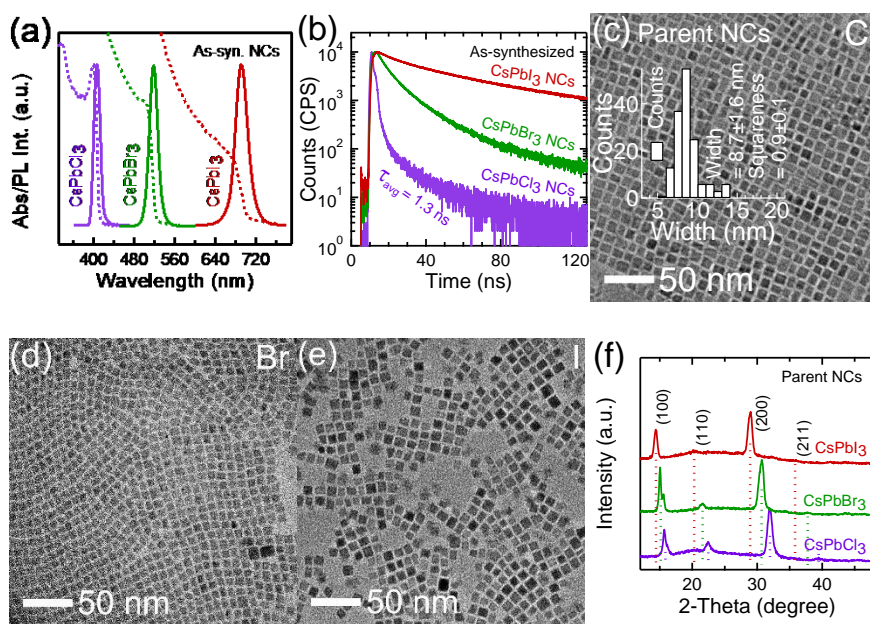 (a)
As-syn. NCs
Abs/PL Int. (a.u.)
CsPbCl3
CsPbBr3
CsPbI3
400 480 560 640 720
Wavelength (nm)
(b)
As-synthesized
CsPbI3 NCs
CsPbBr3 NCs
CsPbCl3 NCs
τavg = 1.3 ns
Counts (CPS)
10^4
10^3
10^2
10^1
10^0
0 40 80 120
Time (ns)
(c) Parent NCs C
Counts
Counts
40
20
0
Width
= 8.7±1.6 nm
Squareness
= 0.9±0.1
5 10 15 20
Width (nm)
50 nm
(d) Br
50 nm
(e) I
50 nm
(f)
Parent NCs
(100)
(110)
(200)
(211)
CsPbI3
CsPbBr3
CsPbCl3
Intensity (a.u.)
20 30 40
2-Theta (degree)